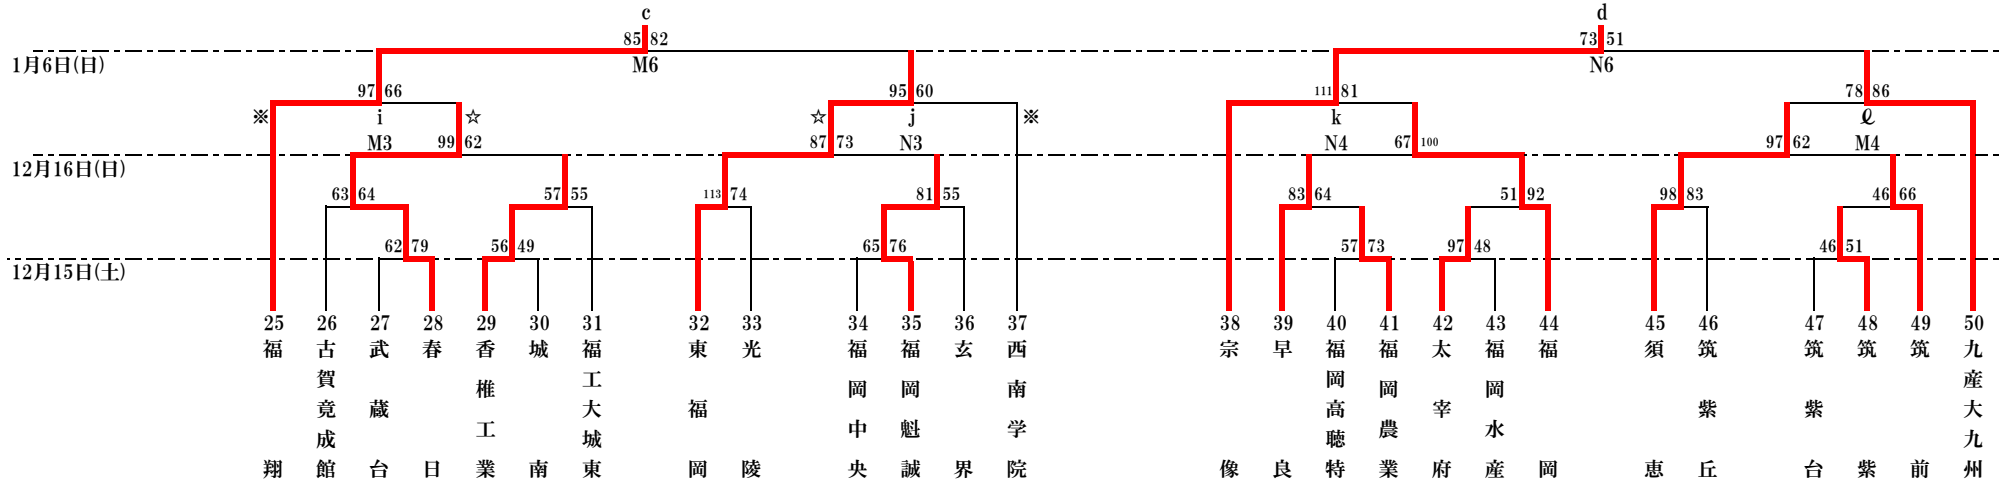 c d
85 82 73 51
1月6日(日) M6 N6
97 66 95 60 111 81 78 86
※ i ☆ ☆ j ※ k ℓ
M3 99 62 87 73 N3 N4 67 100 97 62 M4
12月16日(日)
63 64 57 55 113 74 81 55 83 64 51 92 98 83 46 66
62 79 56 49 65 76 57 73 97 48 46 51
12月15日(土)
25 福翔
26 古賀竟成館
27 武蔵台
28 春日
29 香椎工業
30 城南
31 福工大城東
32 東福岡
33 光陵
34 福岡中央
35 福岡魁誠
36 玄界
37 西南学院
38 宗像
39 早良
40 福岡高聴特
41 福岡農業
42 太宰府
43 福岡水産
44 福岡
45 須恵
46 筑紫丘
47 筑紫台
48 筑紫
49 筑前
50 九産大九州